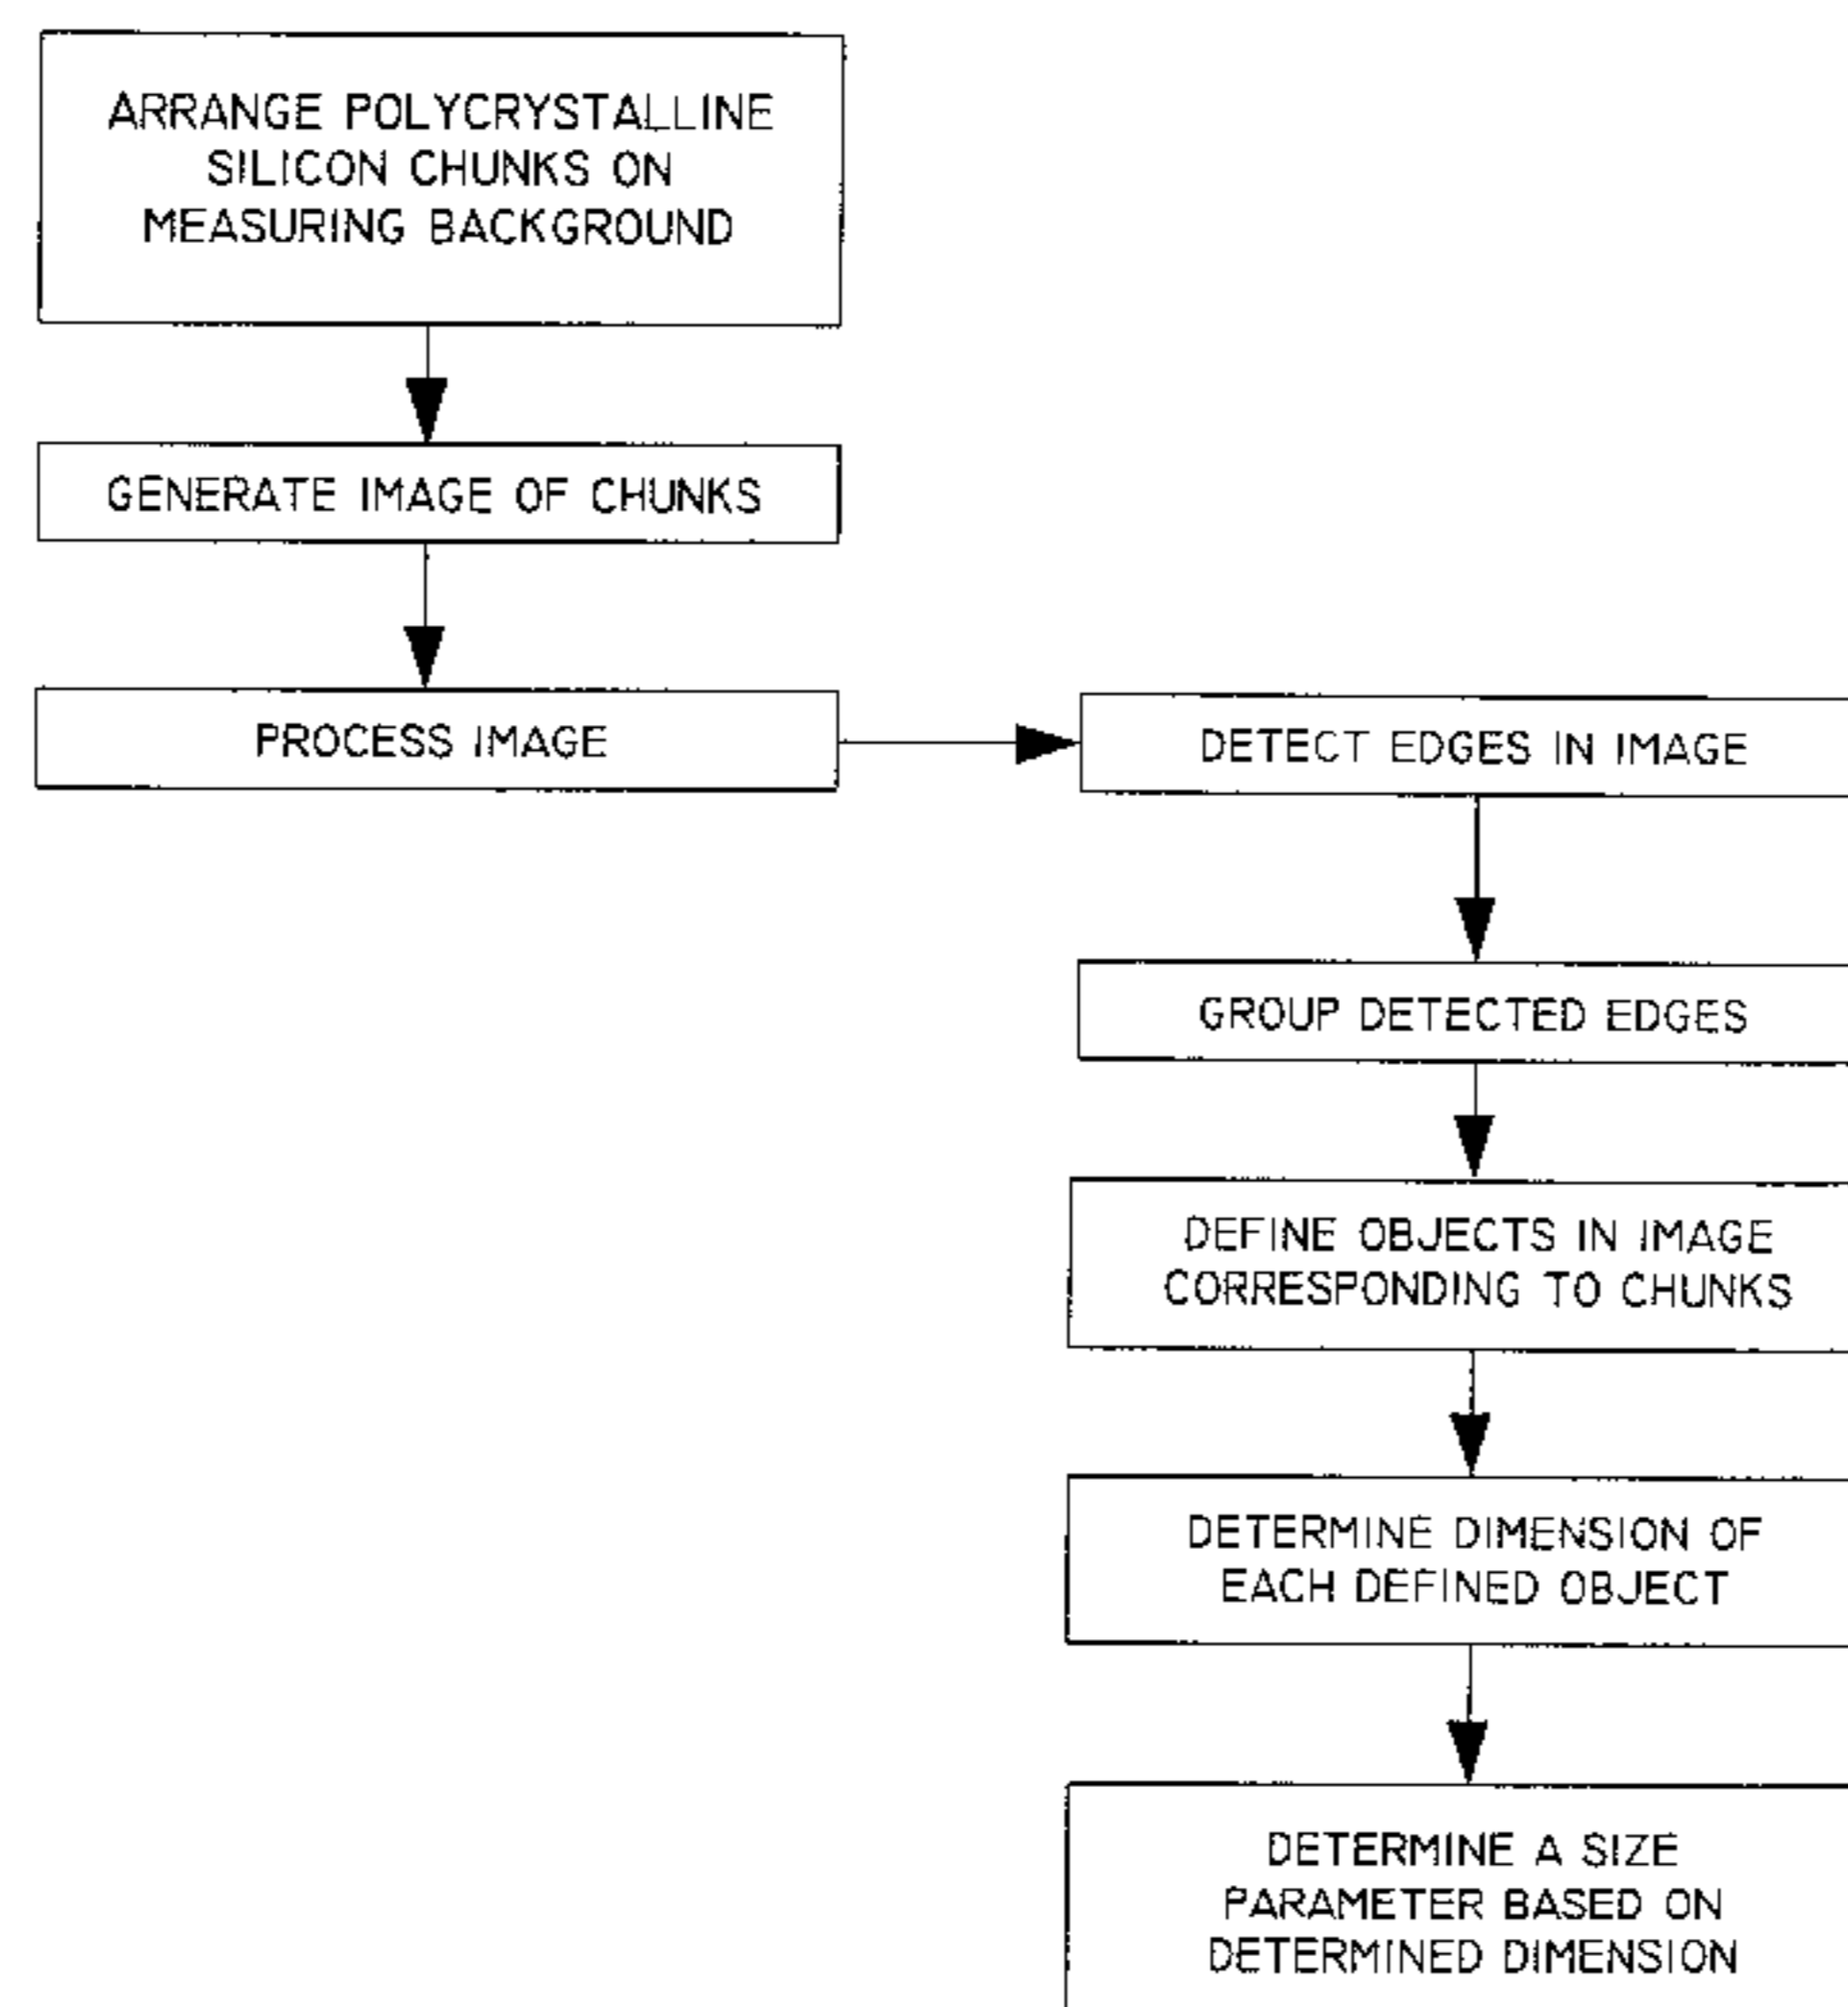 ARRANGE POLYCRYSTALLINE
SILICON CHUNKS ON
MEASURING BACKGROUND
GENERATE IMAGE OF CHUNKS
PROCESS IMAGE
DETECT EDGES IN IMAGE
GROUP DETECTED EDGES
DEFINE OBJECTS IN IMAGE
CORRESPONDING TO CHUNKS
DETERMINE DIMENSION OF
EACH DEFINED OBJECT
DETERMINE A SIZE
PARAMETER BASED ON
DETERMINED DIMENSION